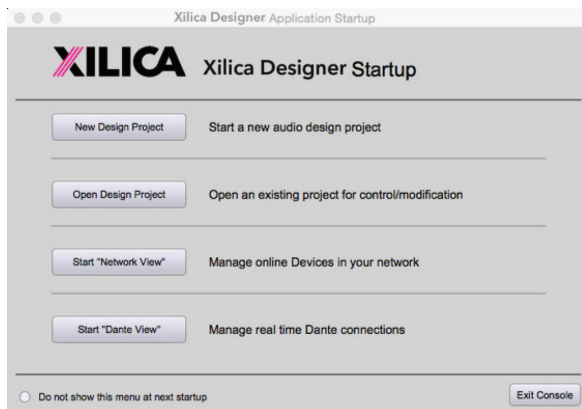 Xilica Designer Application Startup
XILICA Xilica Designer Startup
New Design Project Start a new audio design project
Open Design Project Open an existing project for control/modification
Start "Network View" Manage online Devices in your network
Start "Dante View" Manage real time Dante connections
Do not show this menu at next startup Exit Console